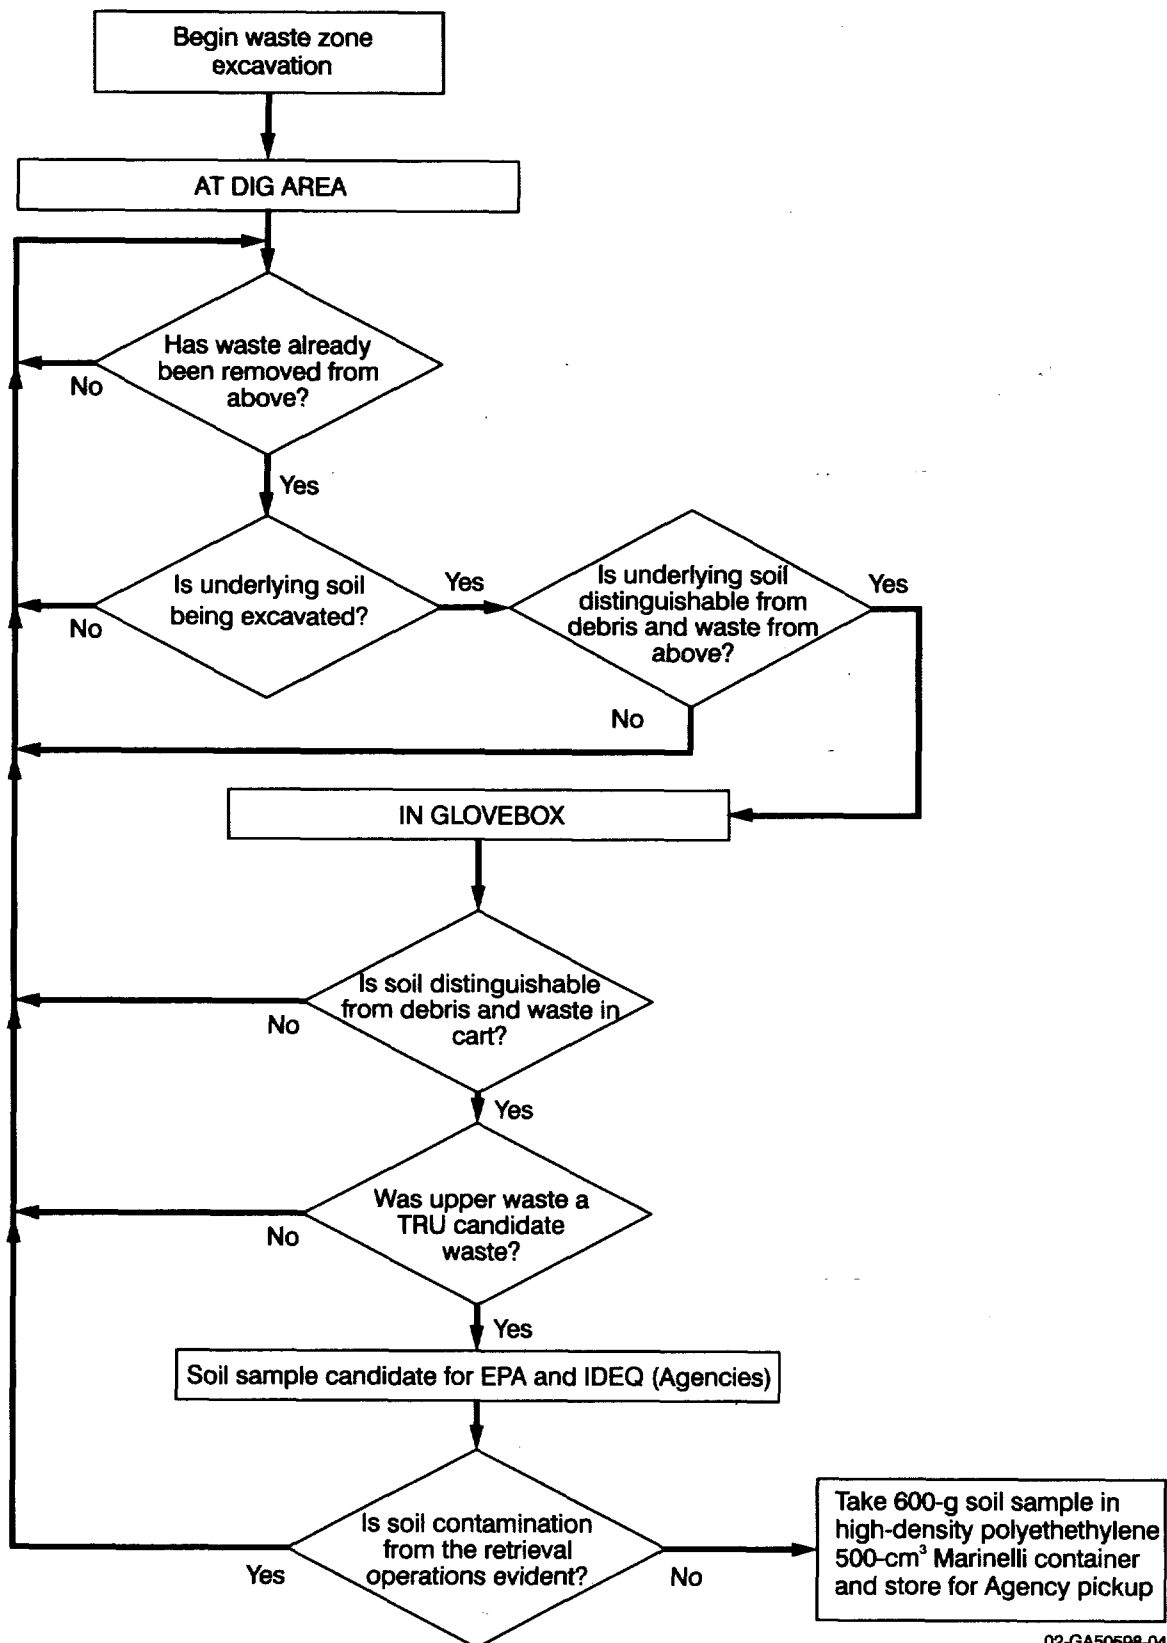 Begin waste zone
excavation
AT DIG AREA
Has waste already
been removed from
above?
No
Yes
Is underlying soil
being excavated?
No
Yes
Is underlying soil
distinguishable from
debris and waste from
above?
Yes
No
IN GLOVEBOX
Is soil distinguishable
from debris and waste in
cart?
No
Yes
Was upper waste a
TRU candidate
waste?
No
Yes
Soil sample candidate for EPA and IDEQ (Agencies)
Is soil contamination
from the retrieval
operations evident?
Yes
No
Take 600-g soil sample in
high-density polyethethylene
500-cm³ Marinelli container
and store for Agency pickup
02-GA50598-04